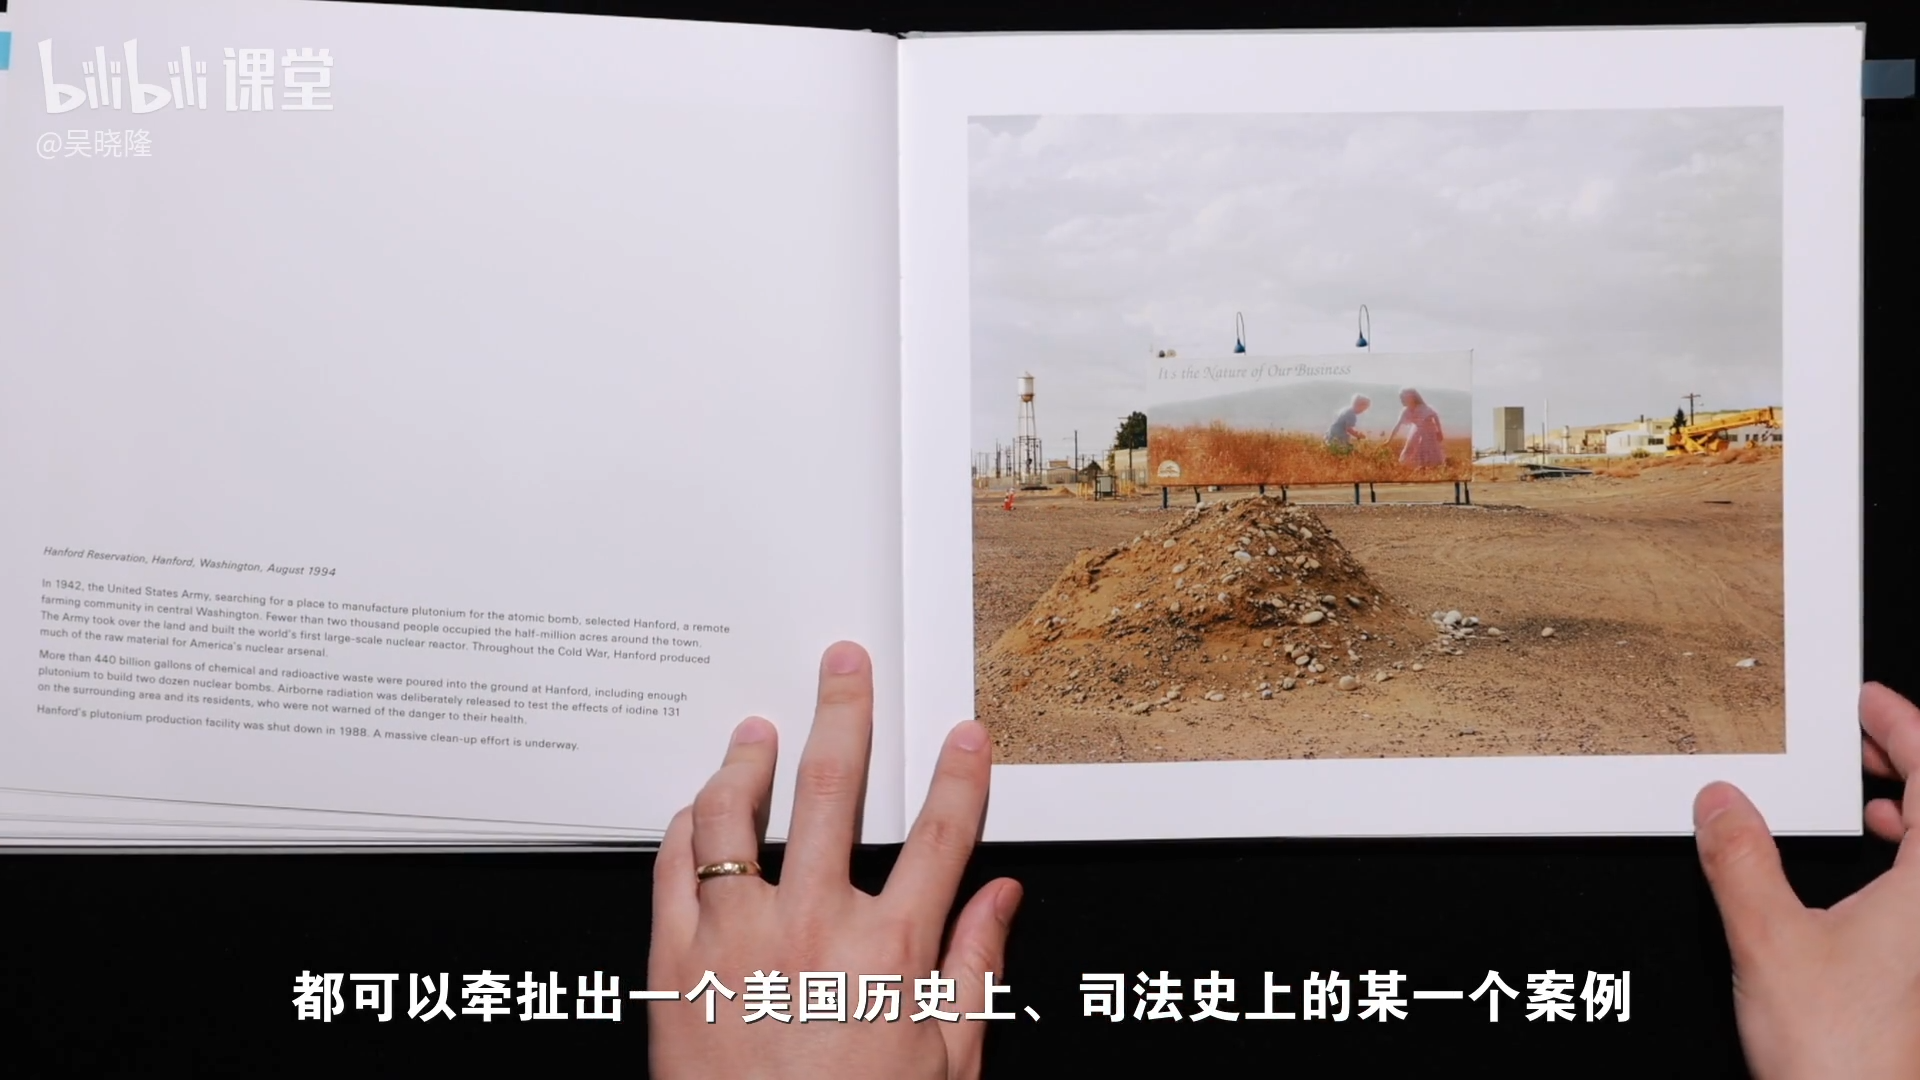 bilibili 课堂
@吴晓隆
It's the Nature of Our Business
Hanford Reservation, Hanford, Washington, August 1994
In 1942, the United States Army, searching for a place to manufacture plutonium for the atomic bomb, selected Hanford, a remote
farming community in central Washington. Fewer than two thousand people occupied the half-million acres around the town.
The Army took over the land and built the world's first large-scale nuclear reactor. Throughout the Cold War, Hanford produced
much of the raw material for America's nuclear arsenal.
More than 440 billion gallons of chemical and radioactive waste were poured into the ground at Hanford, including enough
plutonium to build two dozen nuclear bombs. Airborne radiation was deliberately released to test the effects of iodine 131
on the surrounding area and its residents, who were not warned of the danger to their health.
Hanford's plutonium production facility was shut down in 1988. A massive clean-up effort is underway.
都可以牵扯出一个美国历史上、司法史上的某一个案例